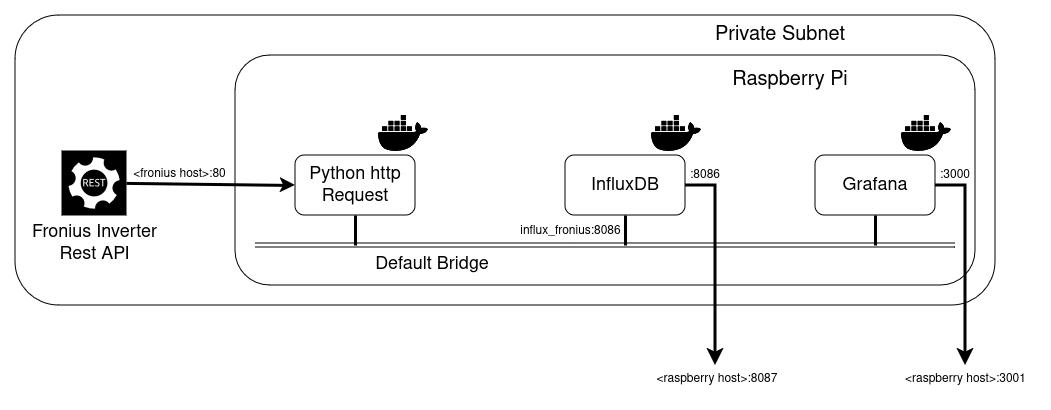 Private Subnet
Raspberry Pi
<fronius host>:80
REST
Python http
Request
InfluxDB
:8086
Grafana
:3000
Fronius Inverter
Rest API
influx_fronius:8086
Default Bridge
<raspberry host>:8087
<raspberry host>:3001